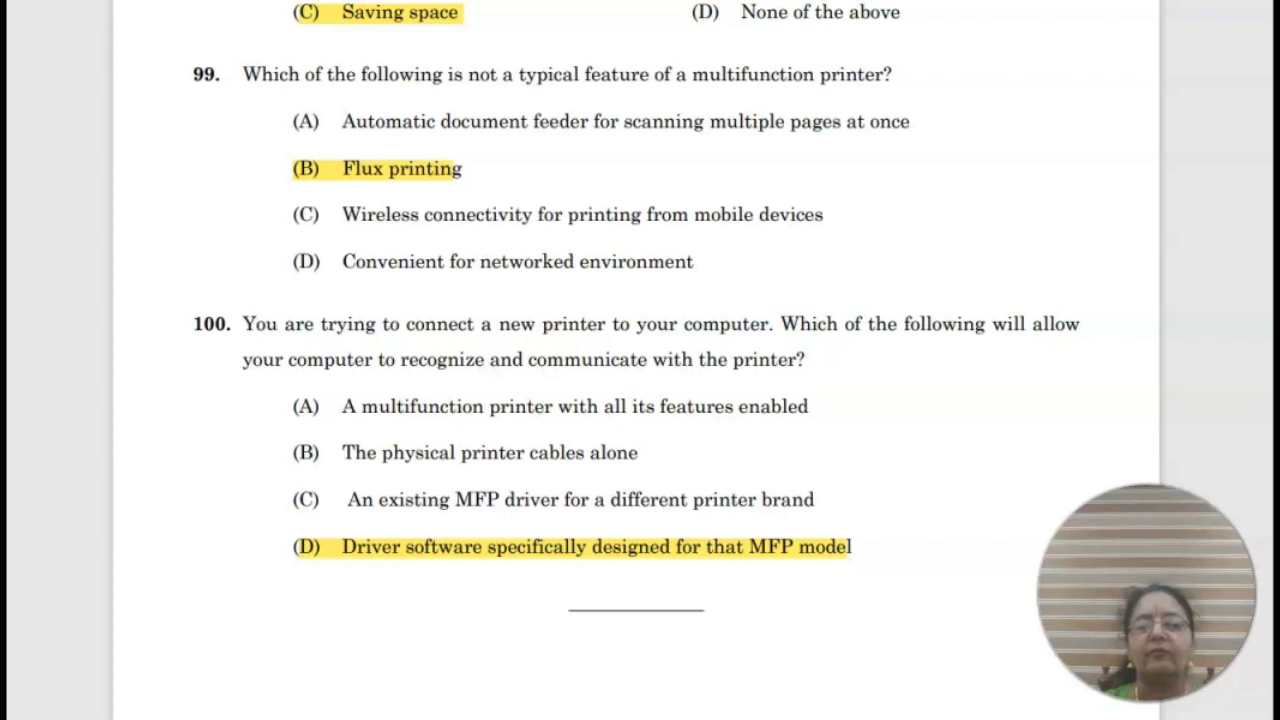 (C) Saving space (D) None of the above
99. Which of the following is not a typical feature of a multifunction printer?
(A) Automatic document feeder for scanning multiple pages at once
(B) Flux printing
(C) Wireless connectivity for printing from mobile devices
(D) Convenient for networked environment
100. You are trying to connect a new printer to your computer. Which of the following will allow
your computer to recognize and communicate with the printer?
(A) A multifunction printer with all its features enabled
(B) The physical printer cables alone
(C) An existing MFP driver for a different printer brand
(D) Driver software specifically designed for that MFP model